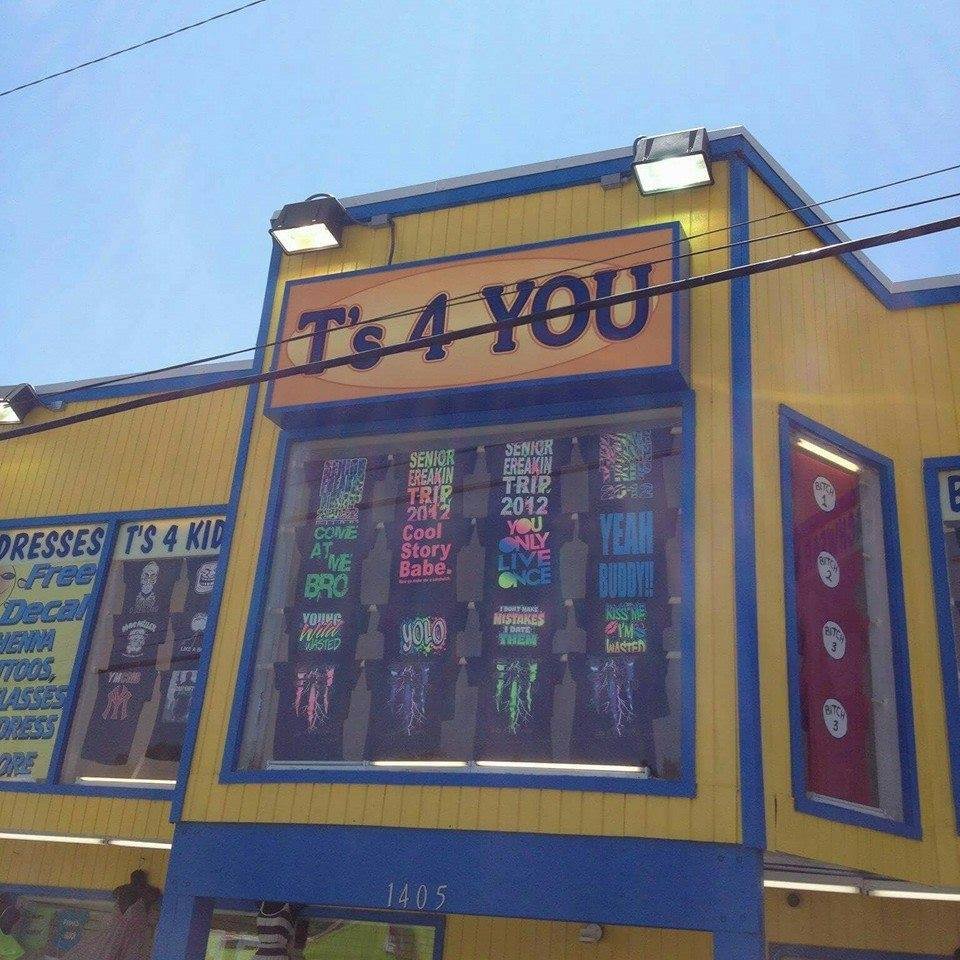 T's 4 YOU
DRESSES
Free
Decal
HENNA
TTOOS,
LASSES
DRESS
ORE
T'S 4 KID
SENIOR
FREAKIN
TRIP
2012
SENIOR
FREAKIN
TRIP
2012
2012
COME
AT
ME
BRO
Cool
Story
Babe.
YOU
ONLY
LIVE
ONCE
YEAH
BUDDY!!
YOUNG
Wild
WASTED
YOLO
I DON'T MAKE
MISTAKES
I DATE
THEM
KISS ME
I'M
WASTED
BITCH
1
BITCH
2
BITCH
3
BITCH
3
1405